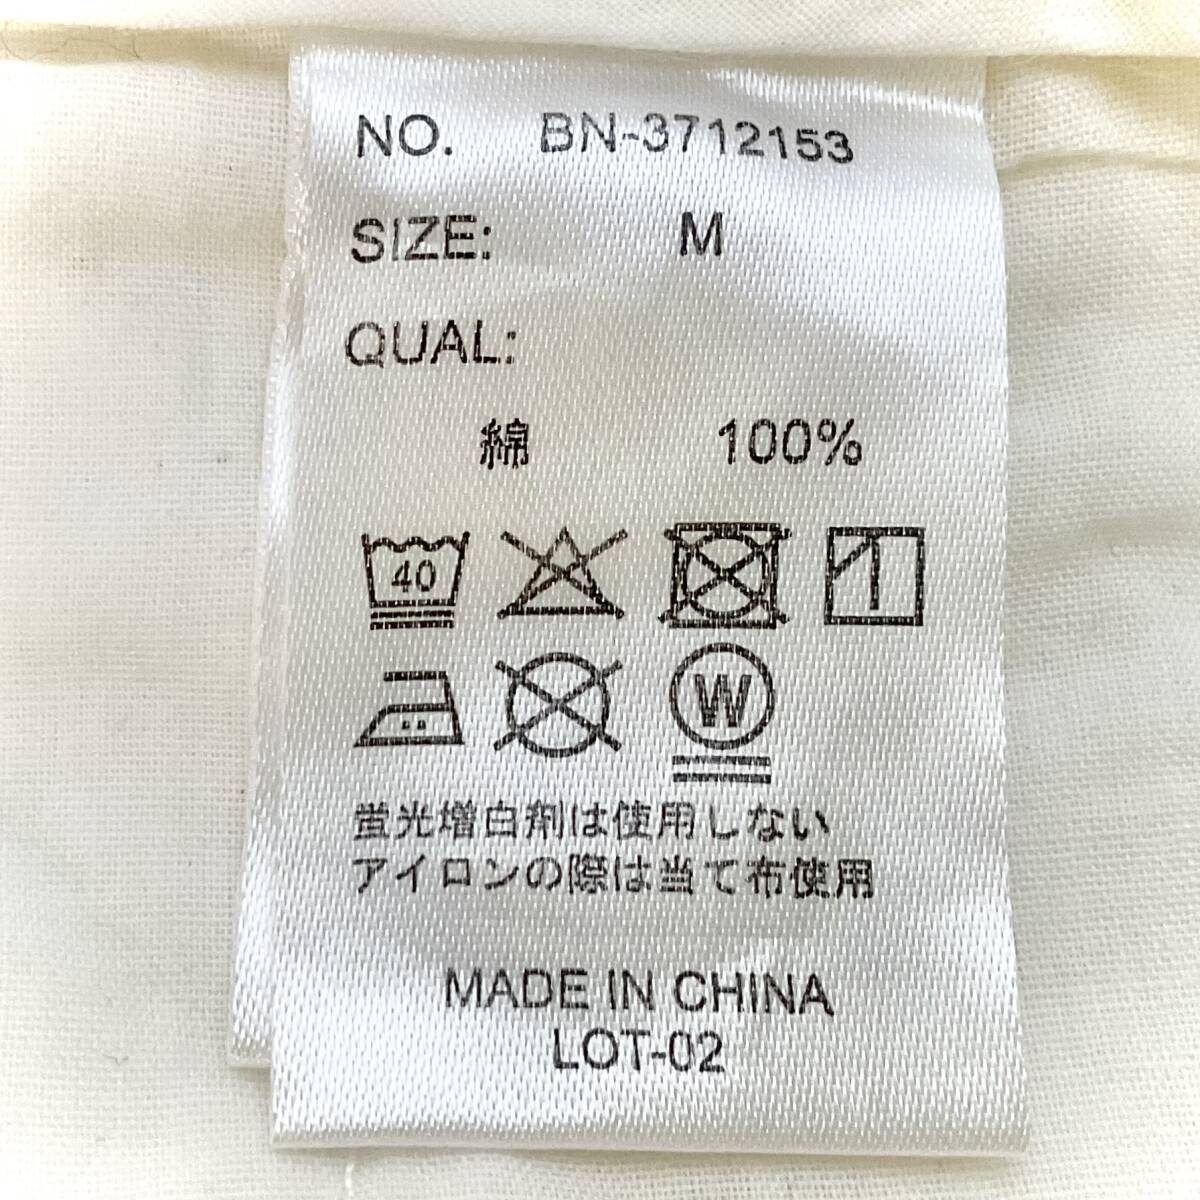 NO. BN-3712153
SIZE: M
QUAL:
綿 100%
40
W
蛍光増白剤は使用しない
アイロンの際は当て布使用
MADE IN CHINA
LOT-02